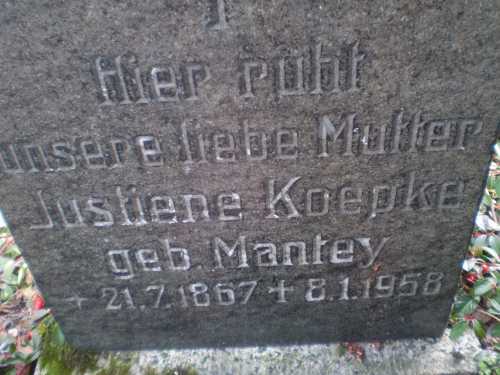 Hier ruht
unsere liebe Mutter
Justiene Koepke
geb. Mantey
* 21.7.1867 † 8.1.1958